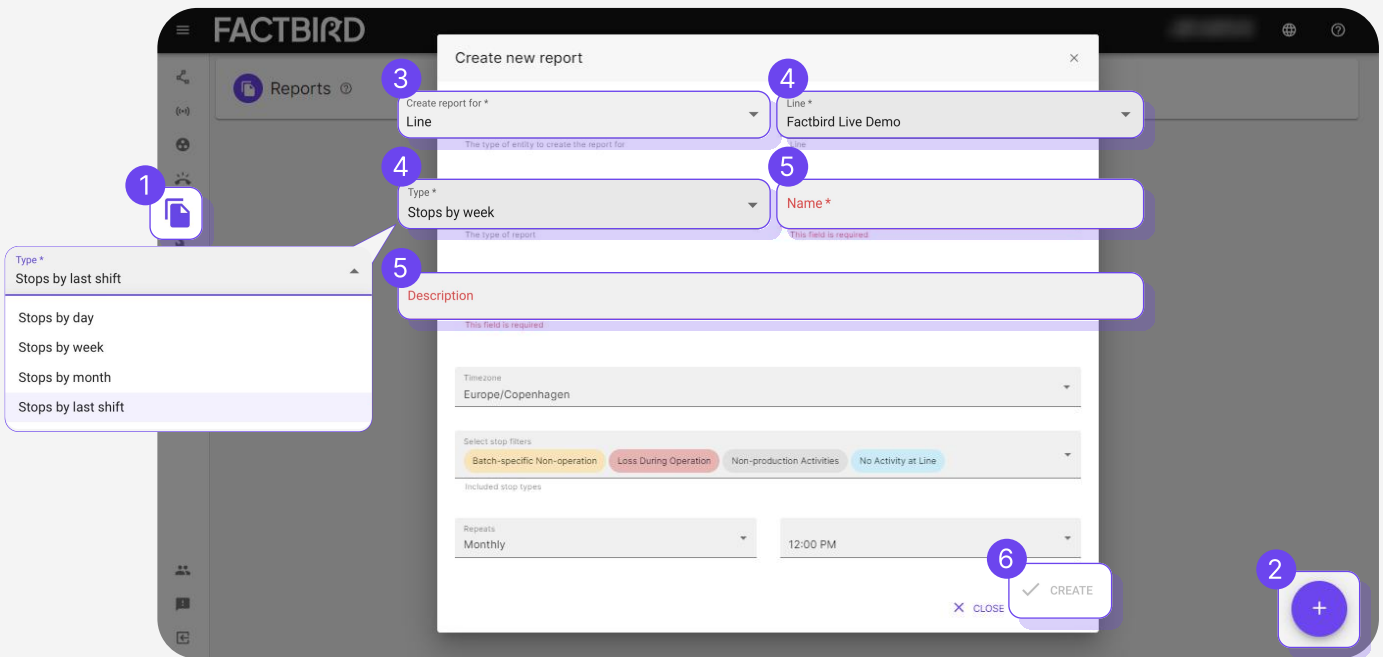 FACTBIRD
Reports
1
Type *
Stops by last shift
Stops by day
Stops by week
Stops by month
Stops by last shift
Create new report
3
Create report for *
Line
The type of entity to create the report for
4
Line *
Factbird Live Demo
Line
4
Type *
Stops by week
The type of report
5
Name *
This field is required
5
Description
This field is required
Timezone
Europe/Copenhagen
Select stop filters
Batch-specific Non-operation Loss During Operation Non-production Activities No Activity at Line
Included stop types
Repeats
Monthly
12:00 PM
CLOSE
6
CREATE
2
+